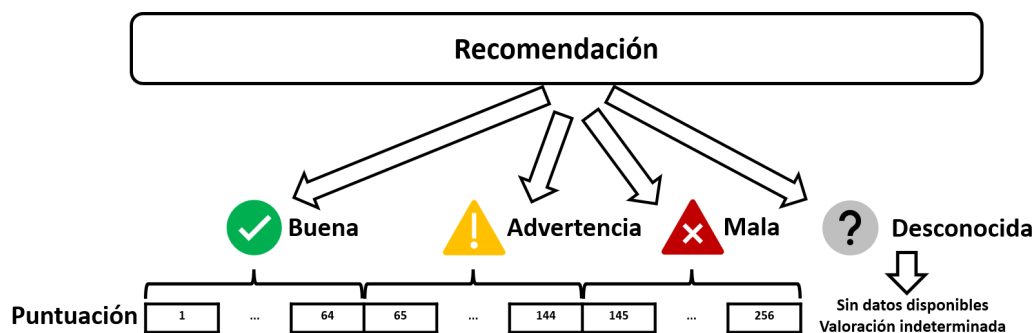 Recomendación
Buena
Advertencia
Mala
Desconocida
Puntuación
1
...
64
65
...
144
145
...
256
Sin datos disponibles
Valoración indeterminada